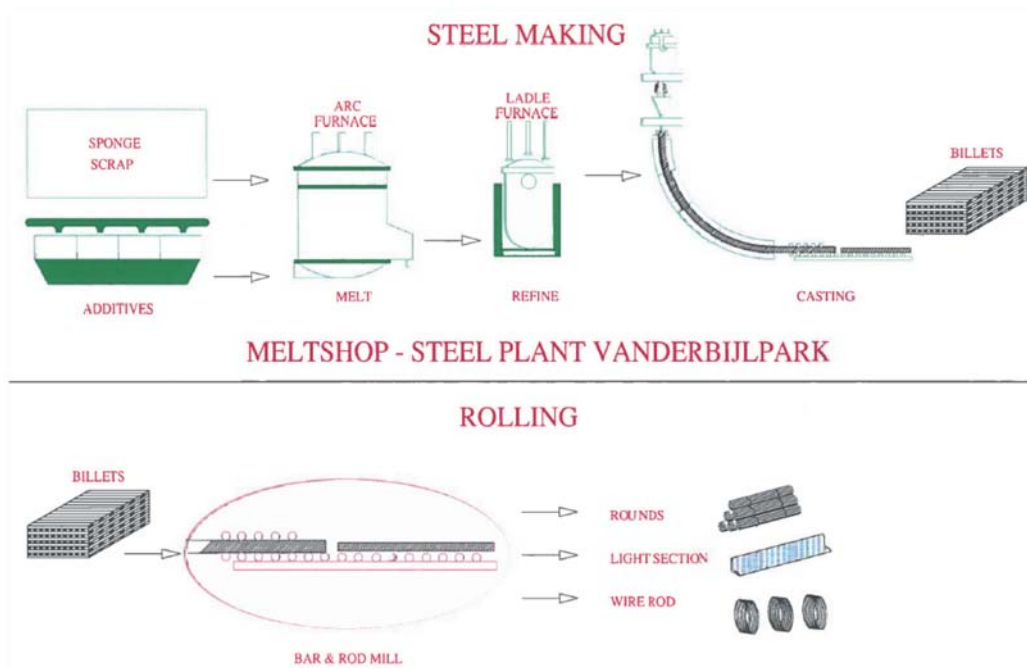 STEEL MAKING
ARC
FURNACE
LADLE
FURNACE
SPONGE
SCRAP
BILLETS
ADDITIVES
MELT
REFINE
CASTING
MELTSHOP - STEEL PLANT VANDERBIJLPARK
ROLLING
BILLETS
ROUNDS
LIGHT SECTION
WIRE ROD
BAR & ROD MILL